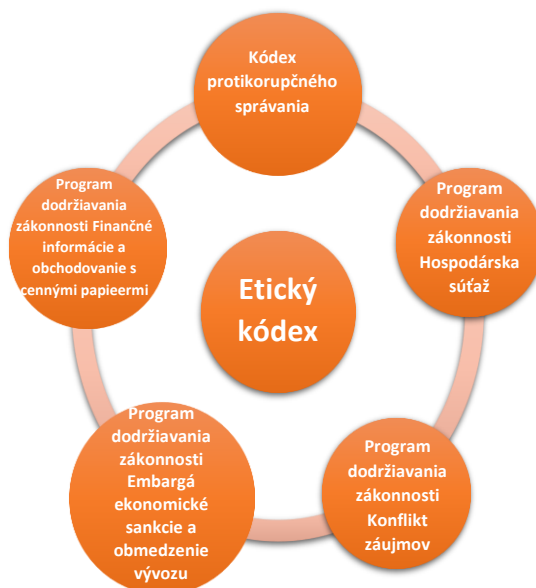 Kódex
protikorupčného
správania
Program
dodržiavania
zákonnosti
Hospodárska
súťaž
Program
dodržiavania
zákonnosti
Konflikt
záujmov
Program
dodržiavania
zákonnosti
Embargá
ekonomické
sankcie a
obmedzenie
vývozu
Program
dodržiavania
zákonnosti Finančné
informácie a
obchodovanie s
cennými papieermi
Etický
kódex